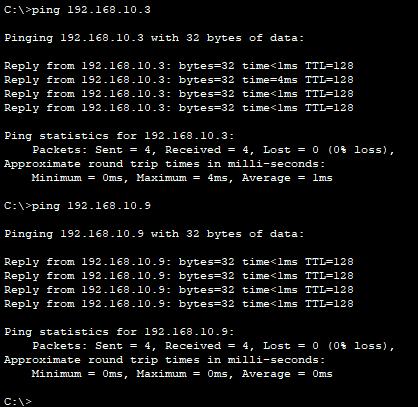 C:\>ping 192.168.10.3
Pinging 192.168.10.3 with 32 bytes of data:
Reply from 192.168.10.3: bytes=32 time<1ms TTL=128
Reply from 192.168.10.3: bytes=32 time=4ms TTL=128
Reply from 192.168.10.3: bytes=32 time<1ms TTL=128
Reply from 192.168.10.3: bytes=32 time<1ms TTL=128
Ping statistics for 192.168.10.3:
    Packets: Sent = 4, Received = 4, Lost = 0 (0% loss),
Approximate round trip times in milli-seconds:
    Minimum = 0ms, Maximum = 4ms, Average = 1ms
C:\>ping 192.168.10.9
Pinging 192.168.10.9 with 32 bytes of data:
Reply from 192.168.10.9: bytes=32 time<1ms TTL=128
Reply from 192.168.10.9: bytes=32 time<1ms TTL=128
Reply from 192.168.10.9: bytes=32 time<1ms TTL=128
Reply from 192.168.10.9: bytes=32 time<1ms TTL=128
Ping statistics for 192.168.10.9:
    Packets: Sent = 4, Received = 4, Lost = 0 (0% loss),
Approximate round trip times in milli-seconds:
    Minimum = 0ms, Maximum = 0ms, Average = 0ms
C:\>